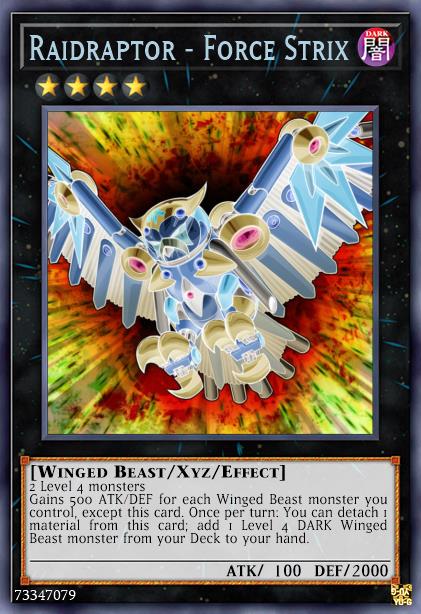 Raidraptor - Force Strix
DARK
闇
[Winged Beast/Xyz/Effect]
2 Level 4 monsters
Gains 500 ATK/DEF for each Winged Beast monster you
control, except this card. Once per turn: You can detach 1
material from this card; add 1 Level 4 DARK Winged
Beast monster from your Deck to your hand.
ATK/ 100 DEF/2000
73347079